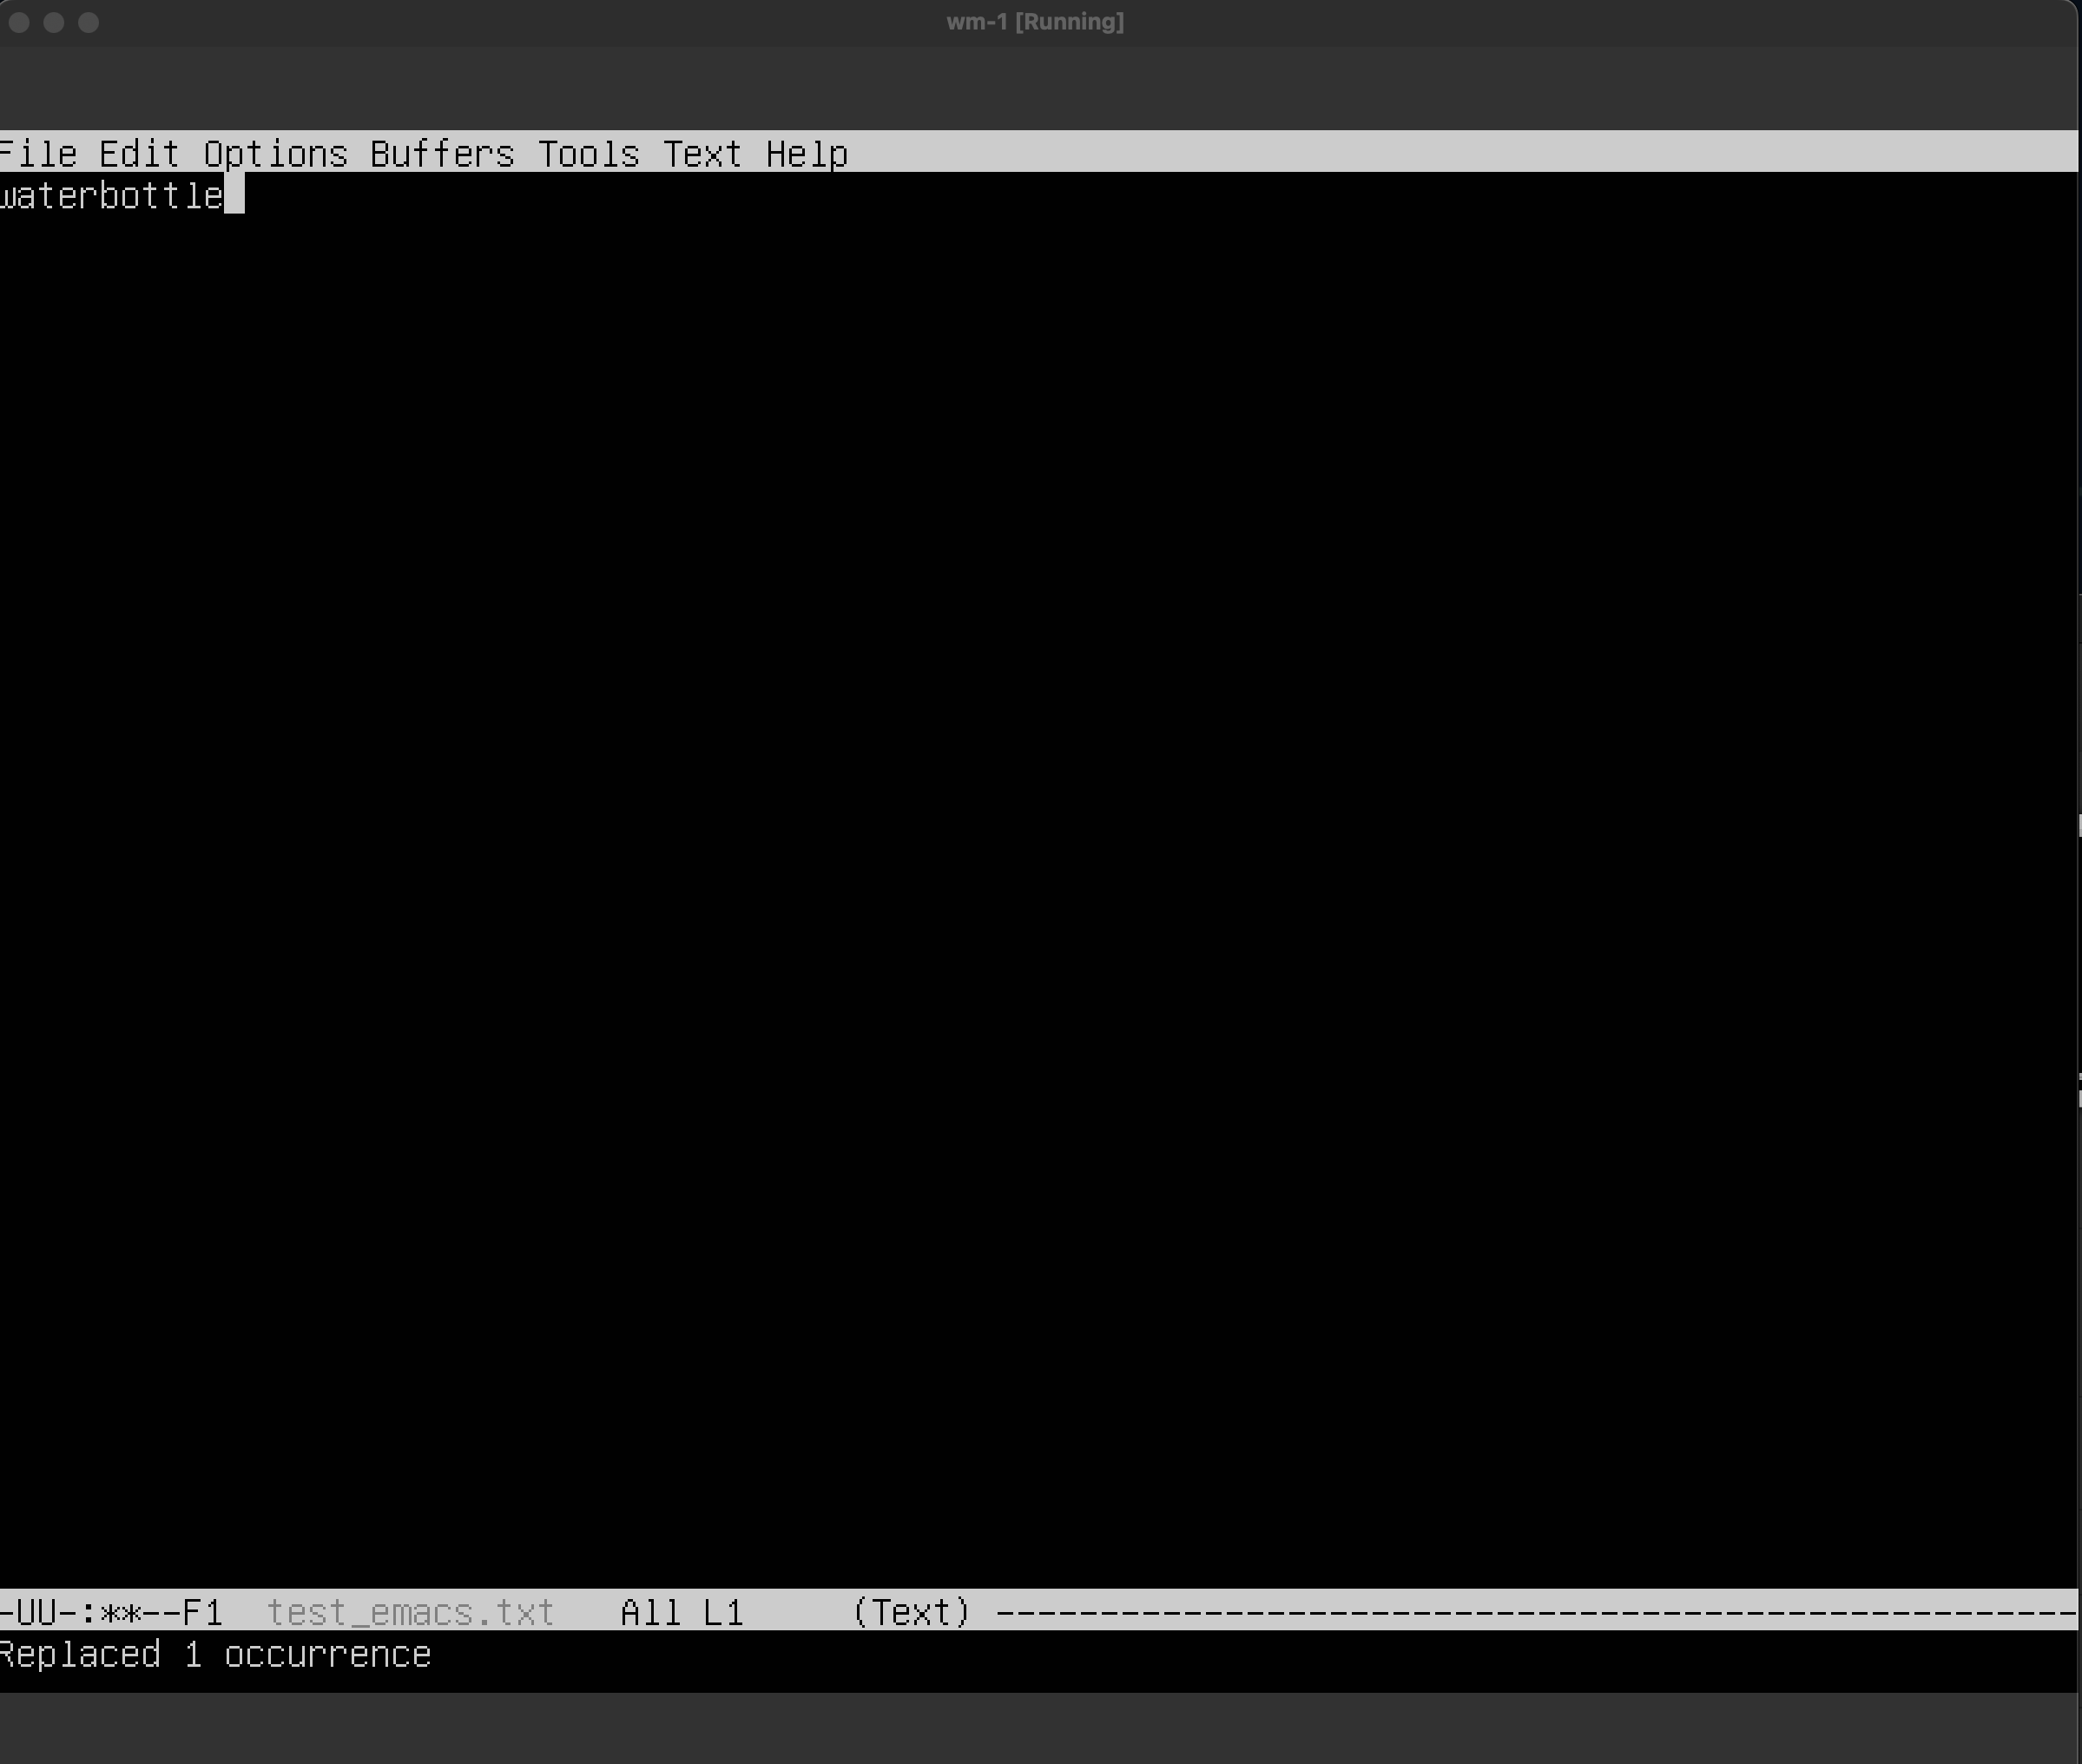 wm-1 [Running]
File Edit Options Buffers Tools Text Help
waterbottle
-UU-:**--F1  test_emacs.txt   All L1     (Text) ----------------------------------------------------
Replaced 1 occurrence